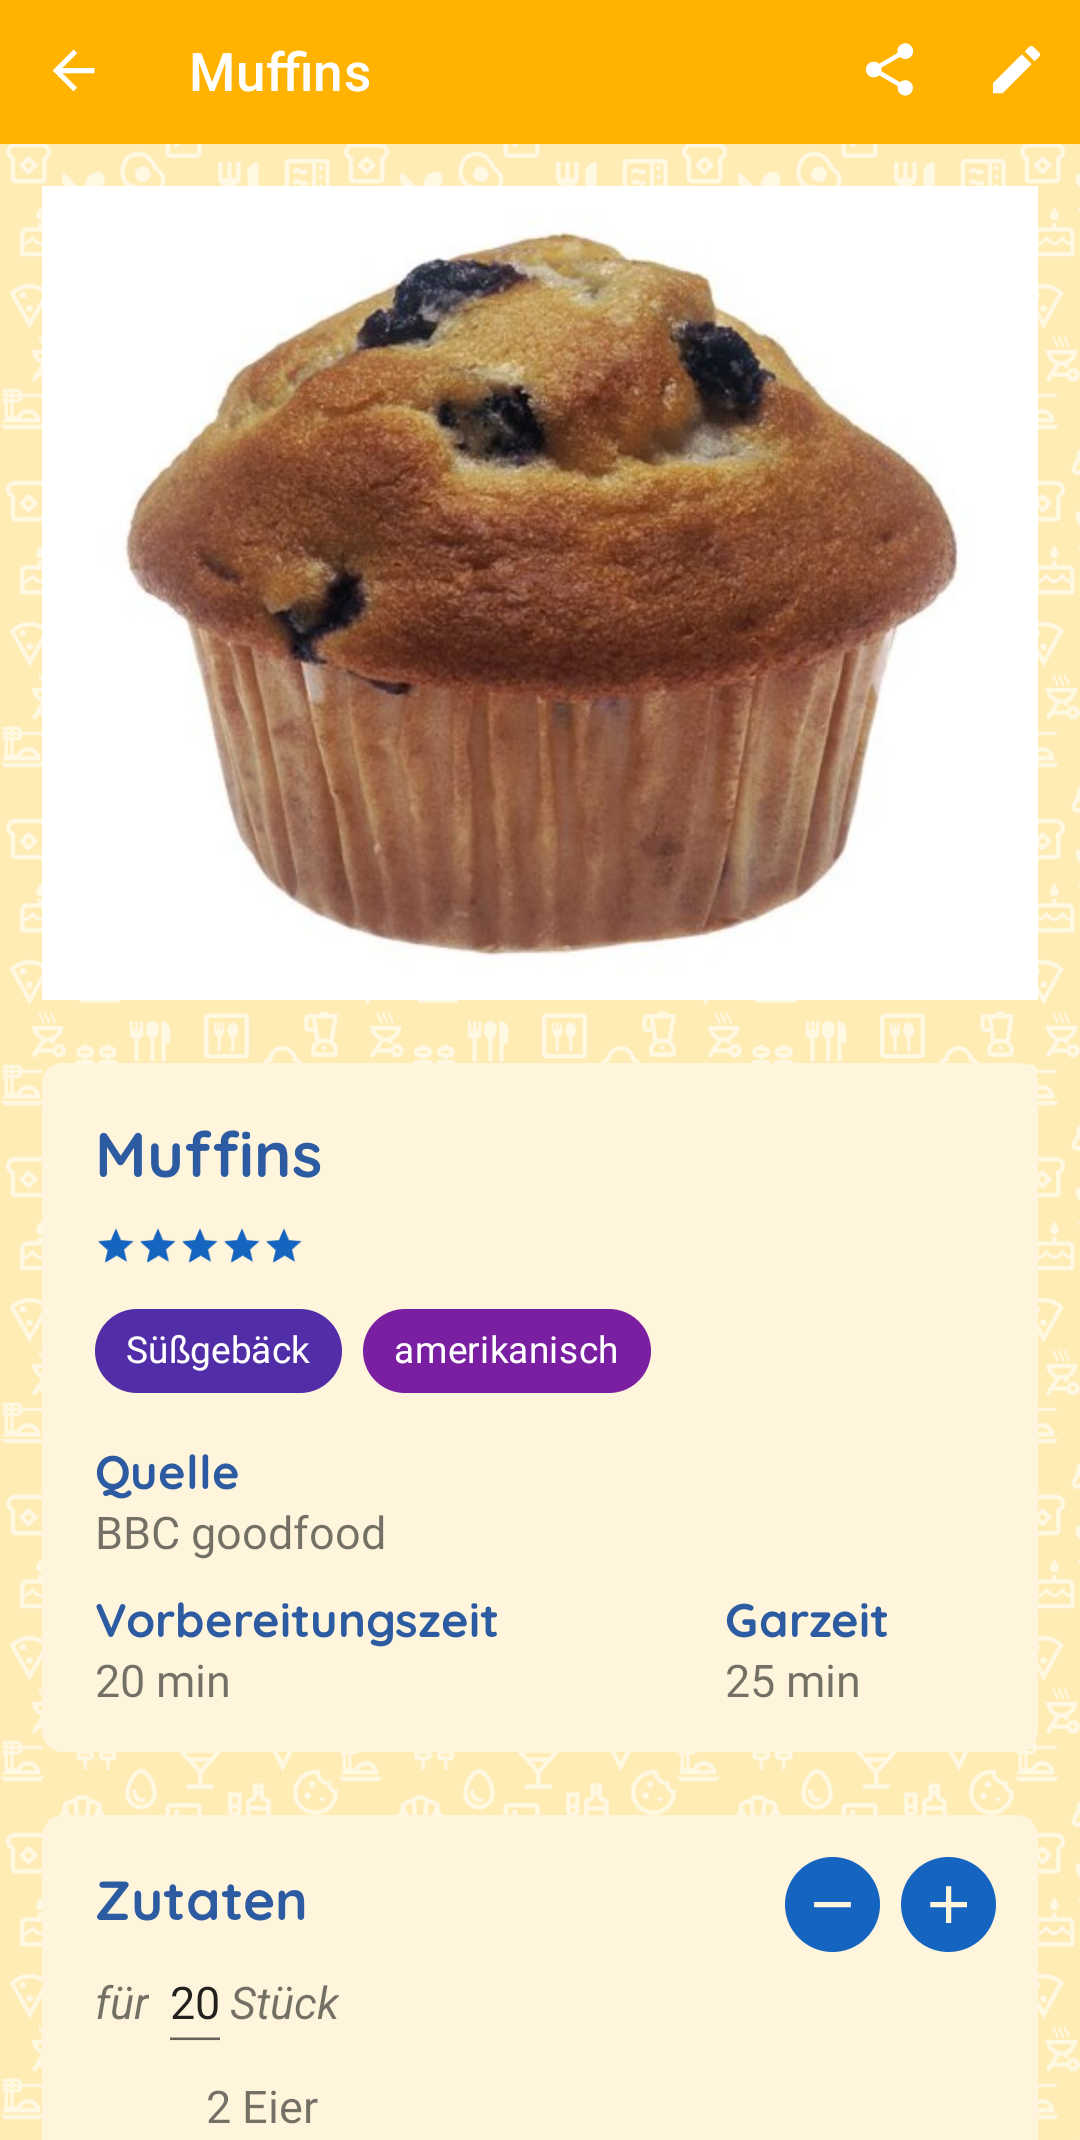 Muffins
Muffins
Süßgebäck amerikanisch
Quelle
BBC goodfood
Vorbereitungszeit Garzeit
20 min 25 min
Zutaten
für 20 Stück
2 Eier